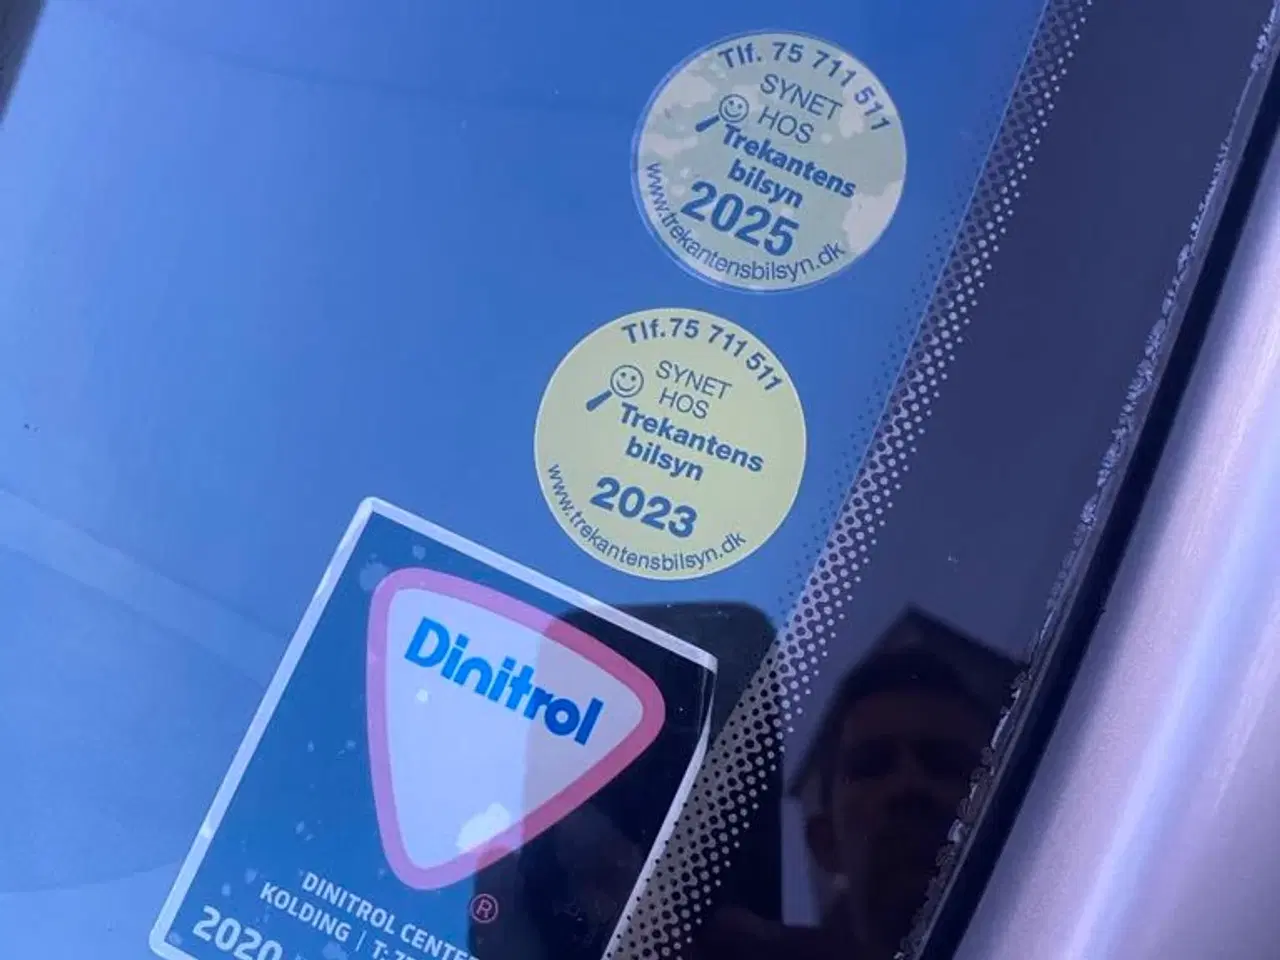 Tlf. 75 711 511
SYNET
HOS
Trekantens
bilsyn
2025
www.trekantensbilsyn.dk
Tlf. 75 711 511
SYNET
HOS
Trekantens
bilsyn
2023
www.trekantensbilsyn.dk
Dinitrol
®
DINITROL
KOLDING | T:
2020